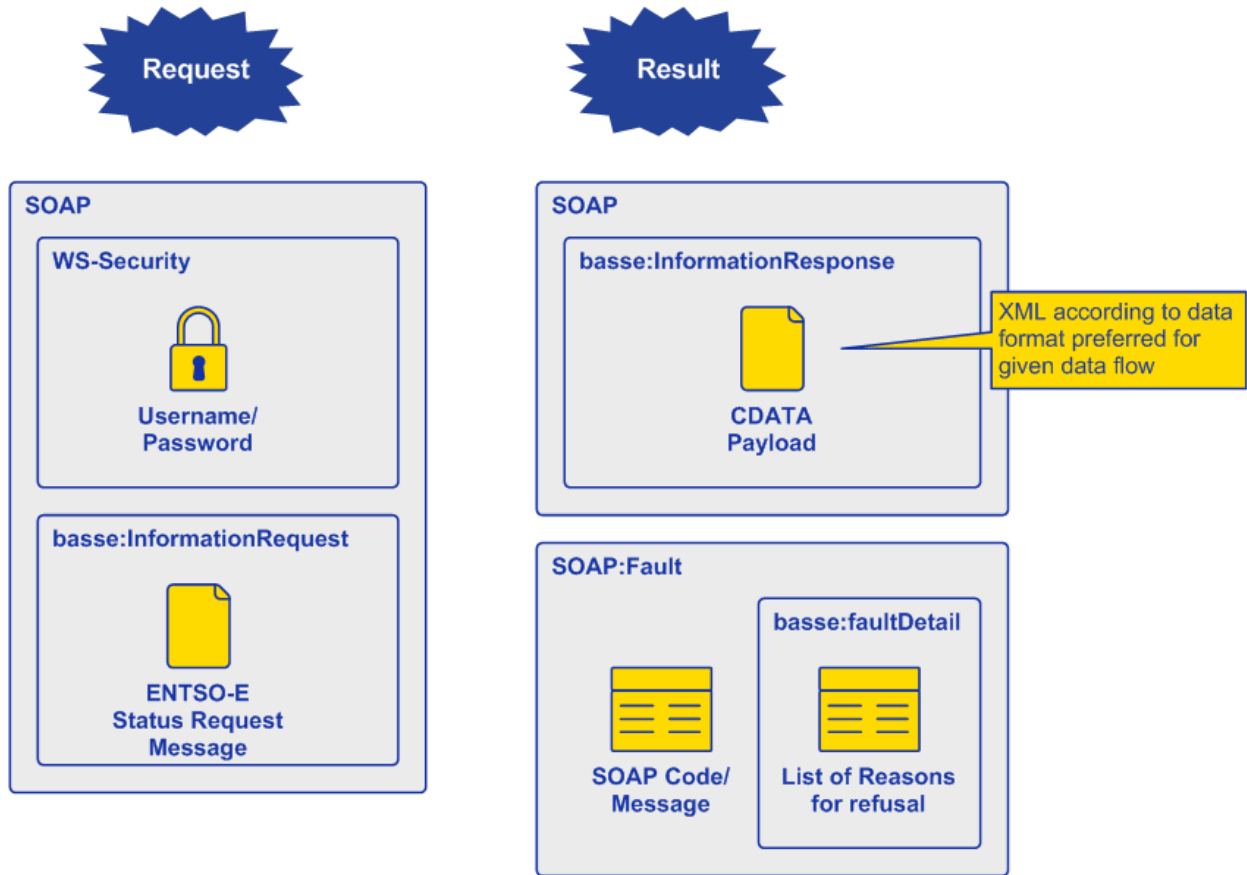 Request
Result
SOAP
WS-Security
Username/
Password
basse:InformationRequest
ENTSO-E
Status Request
Message
SOAP
basse:InformationResponse
CDATA
Payload
XML according to data
format preferred for
given data flow
SOAP:Fault
SOAP Code/
Message
basse:faultDetail
List of Reasons
for refusal